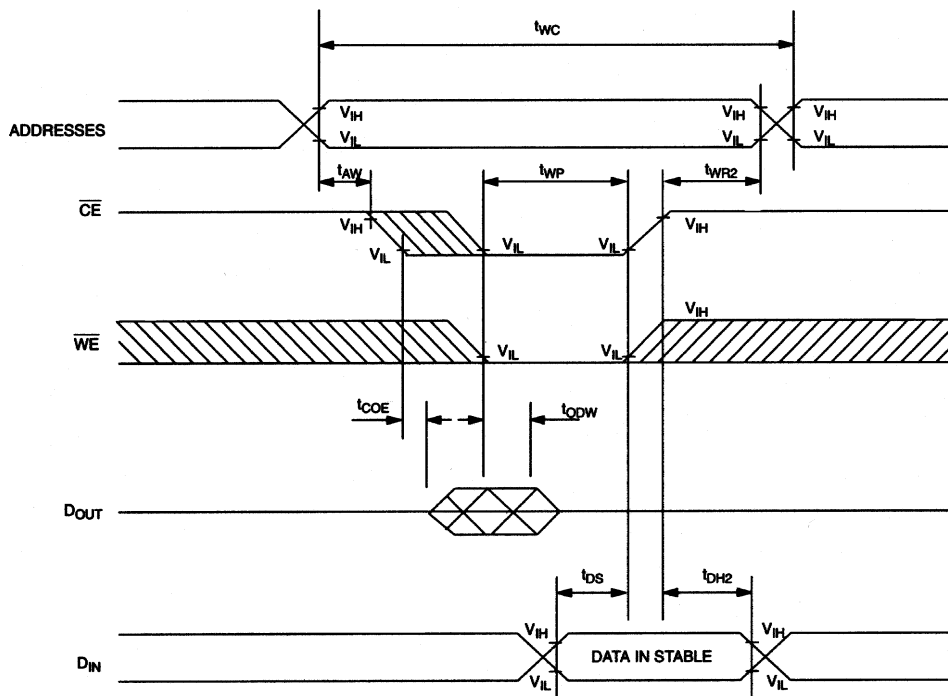 tWC
ADDRESSES
VIH
VIL
VIH
VIL
VIH
VIL
tAW
tWP
tWR2
CE
VIH
VIL
VIL
VIL
VIH
WE
VIL
VIL
VIH
tCOE
tODW
DOUT
tDS
tDH2
DIN
VIH
VIL
DATA IN STABLE
VIH
VIL